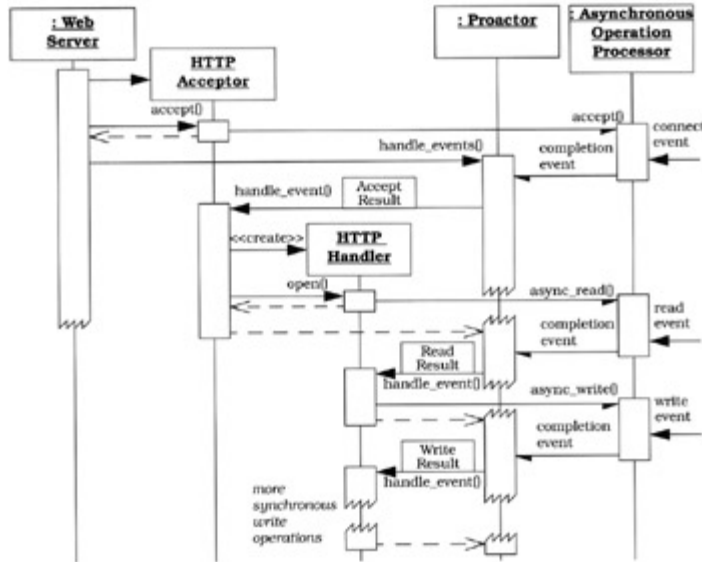 : Web
Server
HTTP
Acceptor
: Proactor
: Asynchronous
Operation
Processor
accept()
accept()
connect
event
handle_events()
completion
event
handle_event()
Accept
Result
<<create>>
HTTP
Handler
open()
async_read()
read
event
completion
event
Read
Result
handle_event()
async_write()
write
event
completion
event
Write
Result
handle_event()
more
synchronous
write
operations